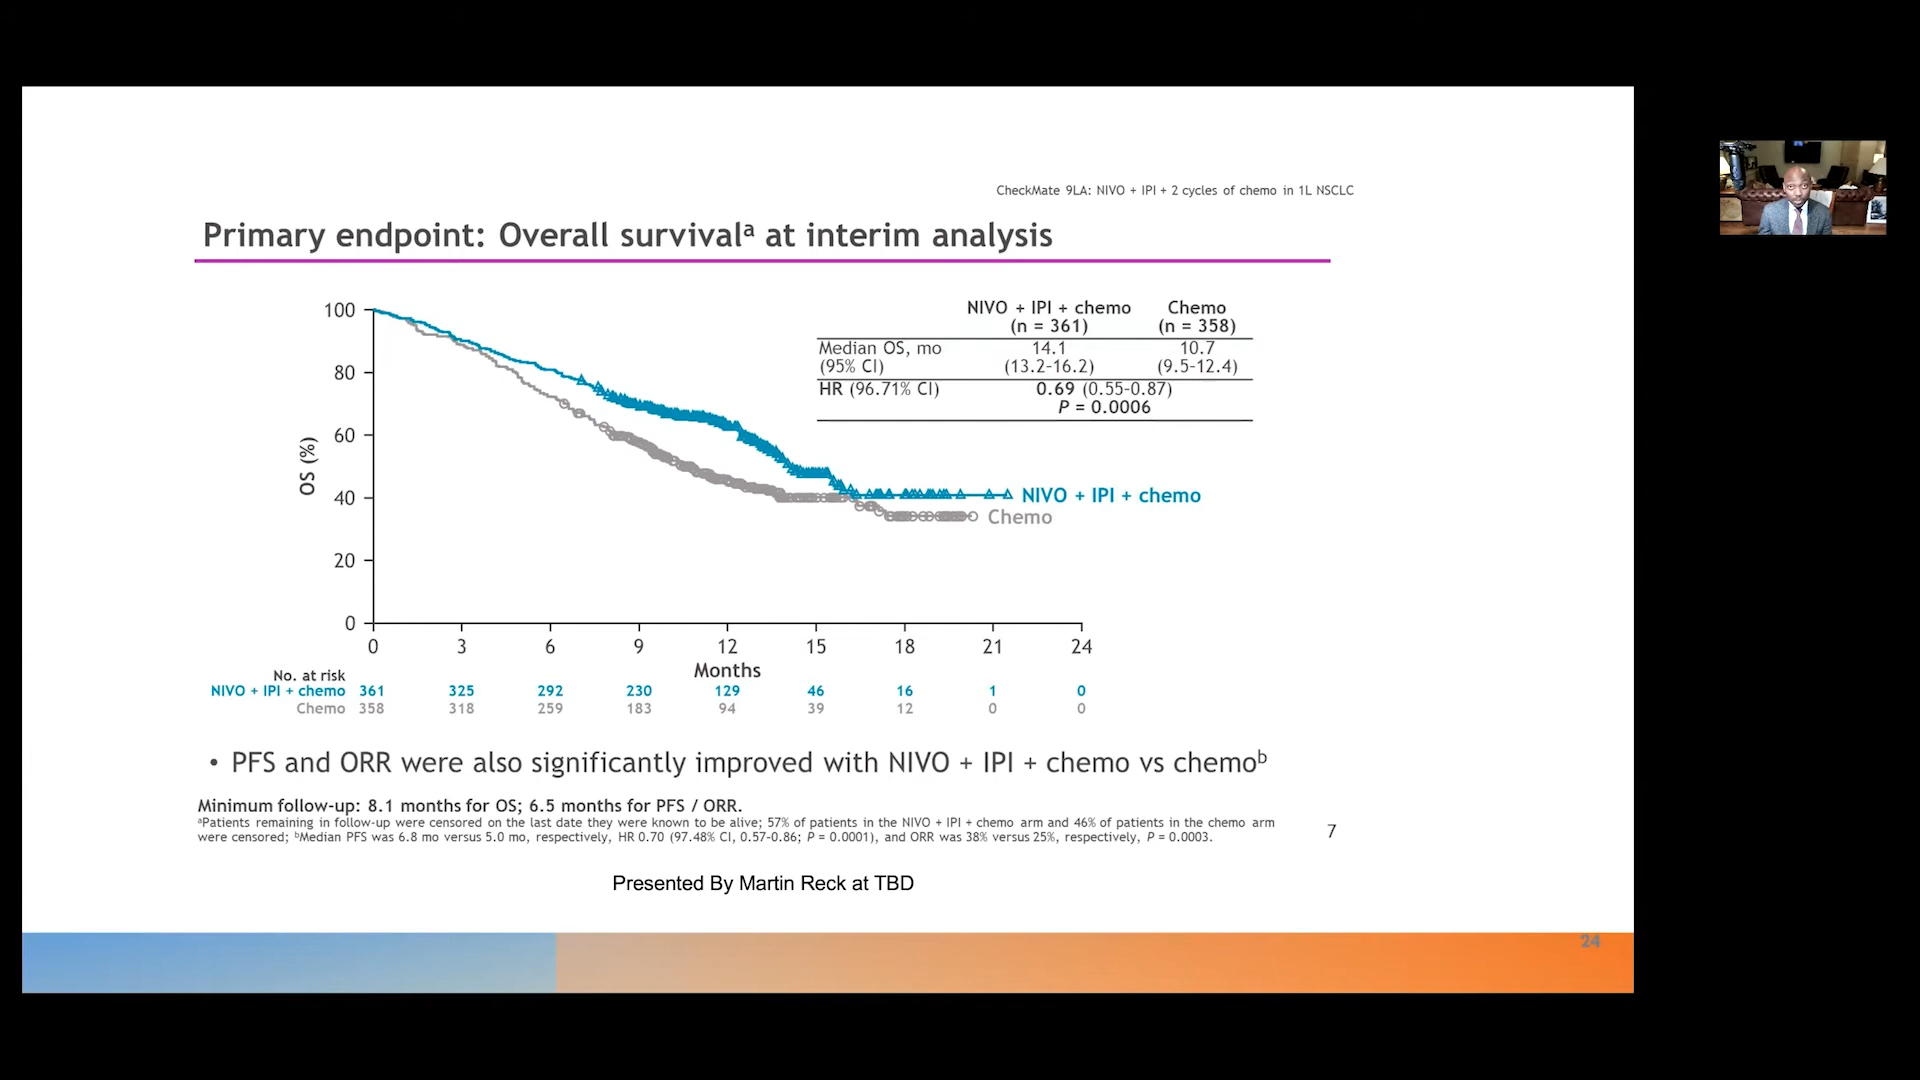 CheckMate 9LA: NIVO + IPI + 2 cycles of chemo in 1L NSCLC
Primary endpoint: Overall survivalᵃ at interim analysis
NIVO + IPI + chemo (n = 361) Chemo (n = 358)
Median OS, mo (95% CI) 14.1 (13.2-16.2) 10.7 (9.5-12.4)
HR (96.71% CI) 0.69 (0.55-0.87)
P = 0.0006
OS (%)
100
80
60
40
20
0
NIVO + IPI + chemo
Chemo
0 3 6 9 12 15 18 21 24
Months
No. at risk
NIVO + IPI + chemo 361 325 292 230 129 46 16 1 0
Chemo 358 318 259 183 94 39 12 0 0
• PFS and ORR were also significantly improved with NIVO + IPI + chemo vs chemoᵇ
Minimum follow-up: 8.1 months for OS; 6.5 months for PFS / ORR.
ᵃPatients remaining in follow-up were censored on the last date they were known to be alive; 57% of patients in the NIVO + IPI + chemo arm and 46% of patients in the chemo arm
were censored; ᵇMedian PFS was 6.8 mo versus 5.0 mo, respectively, HR 0.70 (97.48% CI, 0.57-0.86; P = 0.0001), and ORR was 38% versus 25%, respectively, P = 0.0003.
7
Presented By Martin Reck at TBD
24